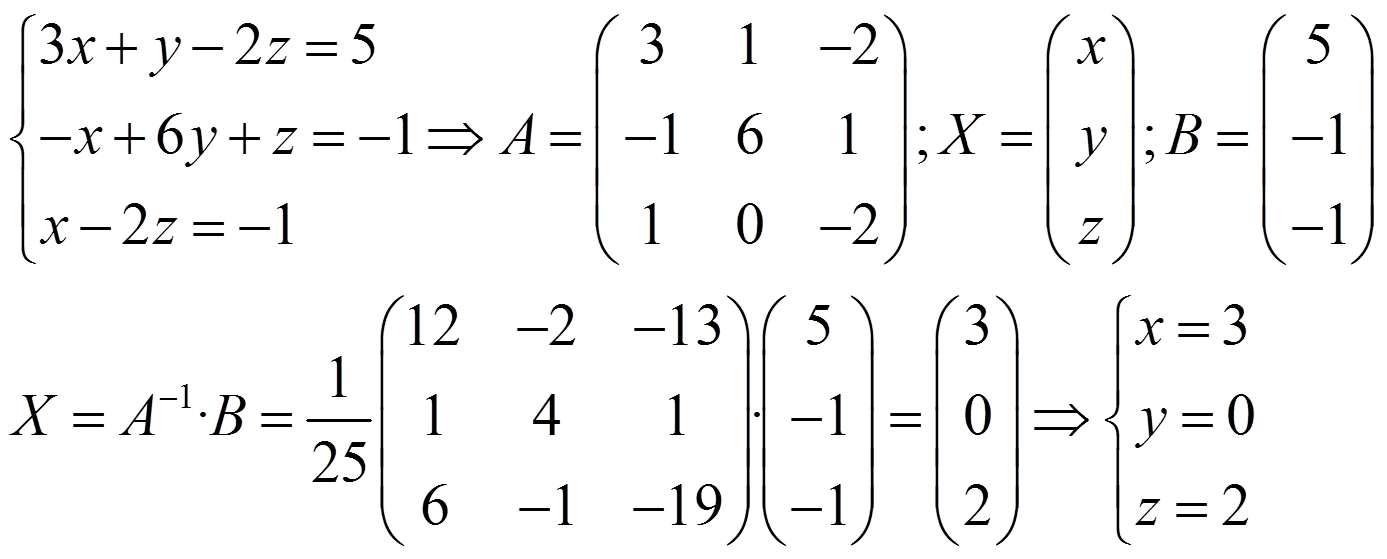 {3x + y − 2z = 5
{−x + 6y + z = −1 ⇒ A = (3 1 −2; −1 6 1; 1 0 −2); X = (x; y; z); B = (5; −1; −1)
{x − 2z = −1
X = A⁻¹·B = 1/25 (12 −2 −13; 1 4 1; 6 −1 −19)·(5; −1; −1) = (3; 0; 2) ⇒ {x = 3; y = 0; z = 2